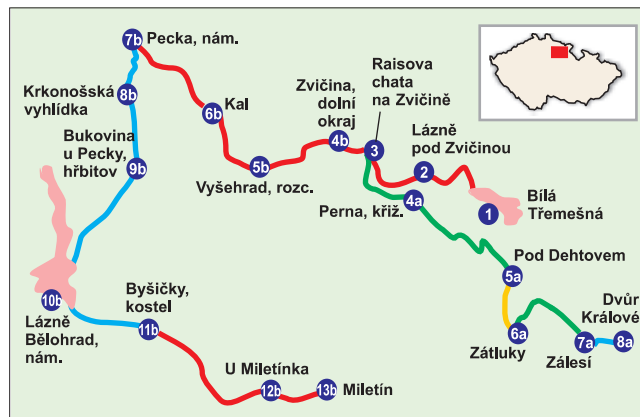 7b
Pecka, nám.
Krkonošská
vyhlídka
8b
6b
Kal
Zvičina,
dolní
okraj
4b
Raisova
chata
na Zvičině
3
Bukovina
u Pecky,
hřbitov
9b
5b
Vyšehrad, rozc.
Lázně
pod Zvičinou
2
Perna, křiž.
4a
1
Bílá
Třemešná
Pod Dehtovem
5a
10b
Lázně
Bělohrad,
nám.
Byšičky,
kostel
11b
6a
Zátluky
Dvůr
Králové
7a
8a
Zálesí
U Miletínka
12b
13b
Miletín